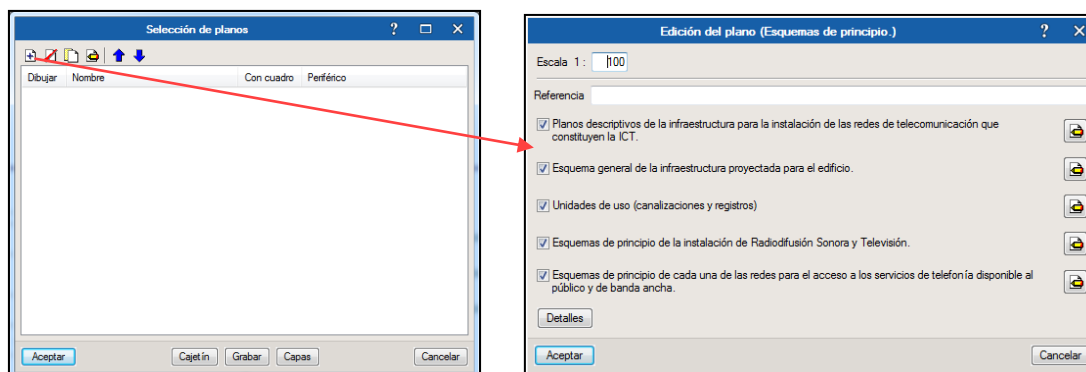 Selección de planos ?
Dibujar Nombre Con cuadro Periférico
Aceptar Cajetín Grabar Capas Cancelar
Edición del plano (Esquemas de principio.) ?
Escala 1 : 100
Referencia
Planos descriptivos de la infraestructura para la instalación de las redes de telecomunicación que
constituyen la ICT.
Esquema general de la infraestructura proyectada para el edificio.
Unidades de uso (canalizaciones y registros)
Esquemas de principio de la instalación de Radiodifusión Sonora y Televisión.
Esquemas de principio de cada una de las redes para el acceso a los servicios de telefonía disponible al
público y de banda ancha.
Detalles
Aceptar Cancelar